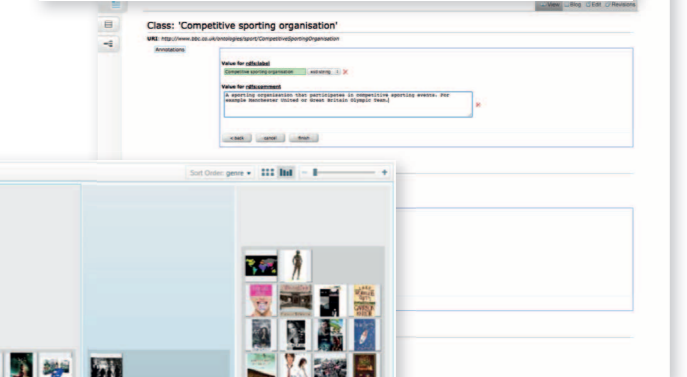 View Blog Edit Revisions
Class: 'Competitive sporting organisation'
URI: http://www.bbc.co.uk/ontologies/sport/CompetitiveSportingOrganisation
Annotations
Value for rdfs:label
Competitive sporting organisation xsd:string
Value for rdfs:comment
A sporting organisation that participates in competitive sporting events. For
example Manchester United or Great Britain Olympic Team.
< back cancel finish
Sort Order: genre